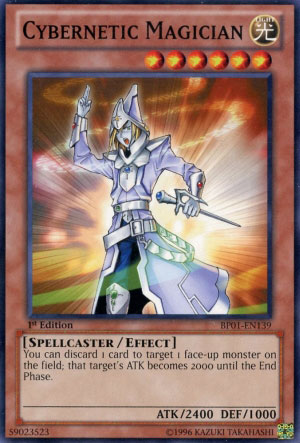 CYBERNETIC MAGICIAN
LIGHT
光
1st Edition
BP01-EN139
[SPELLCASTER / EFFECT]
You can discard 1 card to target 1 face-up monster on
the field; that target's ATK becomes 2000 until the End
Phase.
ATK/2400 DEF/1000
59023523
©1996 KAZUKI TAKAHASHI